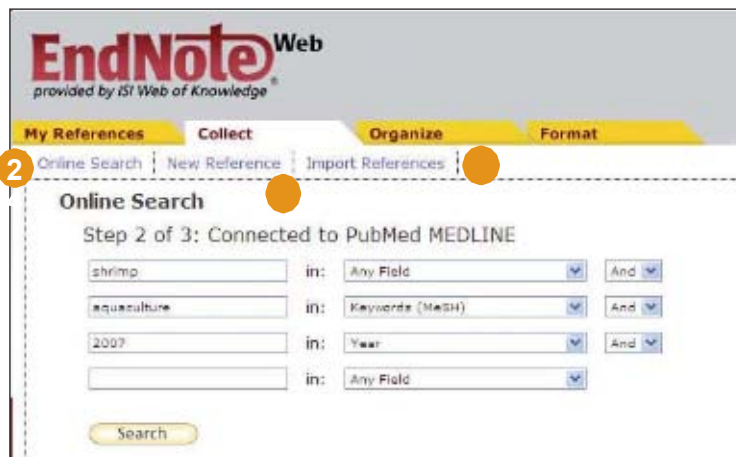 EndNote Web
provided by ISI Web of Knowledge
My References Collect Organize Format
2 Online Search New Reference Import References
Online Search
Step 2 of 3: Connected to PubMed MEDLINE
shrimp in: Any Field And
aquaculture in: Keywords (MeSH) And
2007 in: Year And
in: Any Field
Search